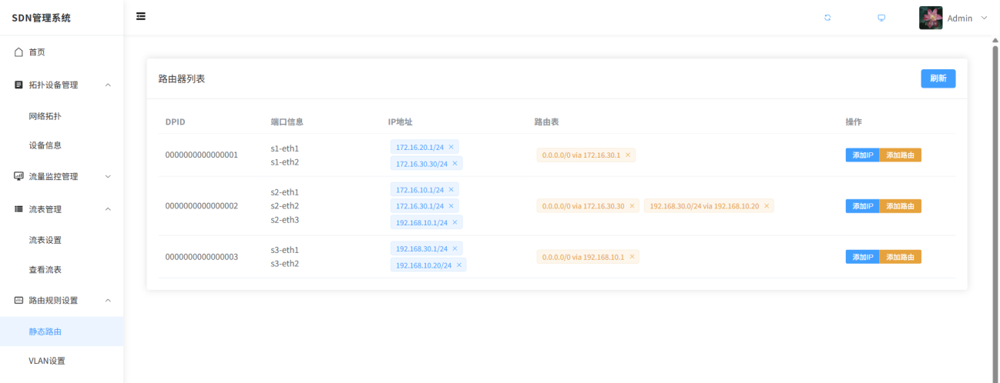 SDN管理系统
Admin
首页
拓扑设备管理
网络拓扑
设备信息
流量监控管理
流表管理
流表设置
查看流表
路由规则设置
静态路由
VLAN设置
路由器列表
刷新
DPID 端口信息 IP地址 路由表 操作
0000000000000001
s1-eth1
s1-eth2
172.16.20.1/24 ×
172.16.30.30/24 ×
0.0.0.0/0 via 172.16.30.1 ×
添加IP 添加路由
0000000000000002
s2-eth1
s2-eth2
s2-eth3
172.16.10.1/24 ×
172.16.30.1/24 ×
192.168.10.1/24 ×
0.0.0.0/0 via 172.16.30.30 × 192.168.30.0/24 via 192.168.10.20 ×
添加IP 添加路由
0000000000000003
s3-eth1
s3-eth2
192.168.30.1/24 ×
192.168.10.20/24 ×
0.0.0.0/0 via 192.168.10.1 ×
添加IP 添加路由